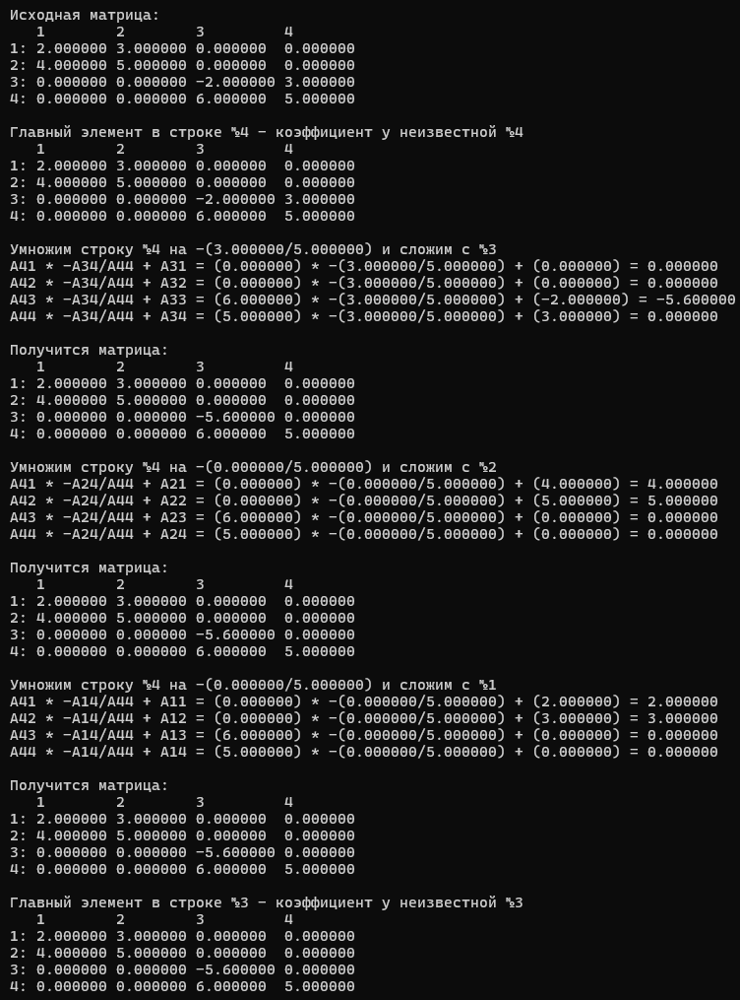 Исходная матрица:
   1        2        3        4
1: 2.000000 3.000000 0.000000  0.000000
2: 4.000000 5.000000 0.000000  0.000000
3: 0.000000 0.000000 -2.000000 3.000000
4: 0.000000 0.000000 6.000000  5.000000

Главный элемент в строке №4 - коэффициент у неизвестной №4
   1        2        3        4
1: 2.000000 3.000000 0.000000  0.000000
2: 4.000000 5.000000 0.000000  0.000000
3: 0.000000 0.000000 -2.000000 3.000000
4: 0.000000 0.000000 6.000000  5.000000

Умножим строку №4 на -(3.000000/5.000000) и сложим с №3
A41 * -A34/A44 + A31 = (0.000000) * -(3.000000/5.000000) + (0.000000) = 0.000000
A42 * -A34/A44 + A32 = (0.000000) * -(3.000000/5.000000) + (0.000000) = 0.000000
A43 * -A34/A44 + A33 = (6.000000) * -(3.000000/5.000000) + (-2.000000) = -5.600000
A44 * -A34/A44 + A34 = (5.000000) * -(3.000000/5.000000) + (3.000000) = 0.000000

Получится матрица:
   1        2        3        4
1: 2.000000 3.000000 0.000000  0.000000
2: 4.000000 5.000000 0.000000  0.000000
3: 0.000000 0.000000 -5.600000 0.000000
4: 0.000000 0.000000 6.000000  5.000000

Умножим строку №4 на -(0.000000/5.000000) и сложим с №2
A41 * -A24/A44 + A21 = (0.000000) * -(0.000000/5.000000) + (4.000000) = 4.000000
A42 * -A24/A44 + A22 = (0.000000) * -(0.000000/5.000000) + (5.000000) = 5.000000
A43 * -A24/A44 + A23 = (6.000000) * -(0.000000/5.000000) + (0.000000) = 0.000000
A44 * -A24/A44 + A24 = (5.000000) * -(0.000000/5.000000) + (0.000000) = 0.000000

Получится матрица:
   1        2        3        4
1: 2.000000 3.000000 0.000000  0.000000
2: 4.000000 5.000000 0.000000  0.000000
3: 0.000000 0.000000 -5.600000 0.000000
4: 0.000000 0.000000 6.000000  5.000000

Умножим строку №4 на -(0.000000/5.000000) и сложим с №1
A41 * -A14/A44 + A11 = (0.000000) * -(0.000000/5.000000) + (2.000000) = 2.000000
A42 * -A14/A44 + A12 = (0.000000) * -(0.000000/5.000000) + (3.000000) = 3.000000
A43 * -A14/A44 + A13 = (6.000000) * -(0.000000/5.000000) + (0.000000) = 0.000000
A44 * -A14/A44 + A14 = (5.000000) * -(0.000000/5.000000) + (0.000000) = 0.000000

Получится матрица:
   1        2        3        4
1: 2.000000 3.000000 0.000000  0.000000
2: 4.000000 5.000000 0.000000  0.000000
3: 0.000000 0.000000 -5.600000 0.000000
4: 0.000000 0.000000 6.000000  5.000000

Главный элемент в строке №3 - коэффициент у неизвестной №3
   1        2        3        4
1: 2.000000 3.000000 0.000000  0.000000
2: 4.000000 5.000000 0.000000  0.000000
3: 0.000000 0.000000 -5.600000 0.000000
4: 0.000000 0.000000 6.000000  5.000000